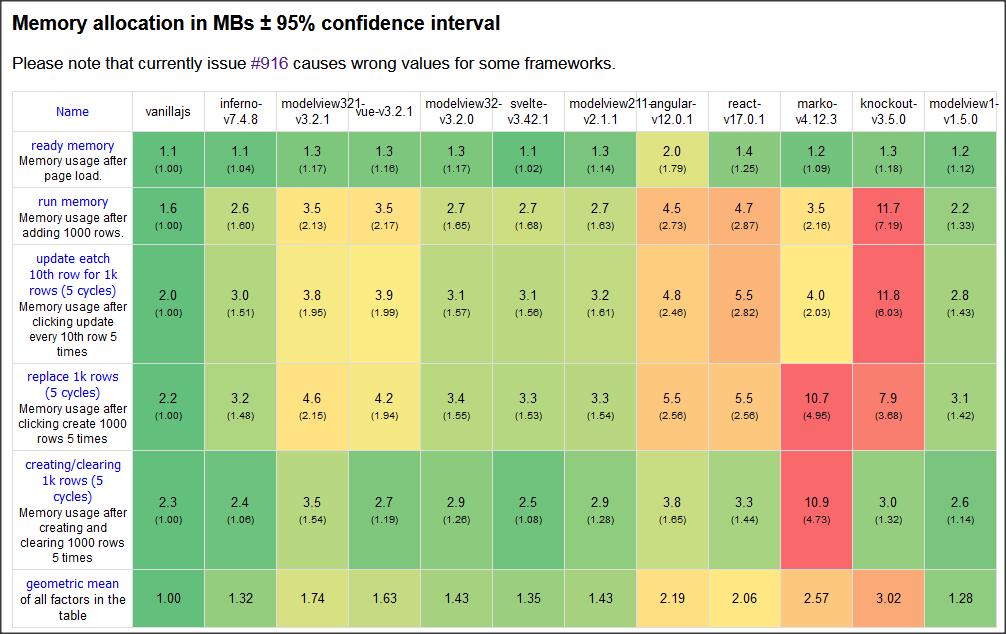 Memory allocation in MBs ± 95% confidence interval
Please note that currently issue #916 causes wrong values for some frameworks.
Name vanillajs inferno-v7.4.8 modelview321-v3.2.1 vue-v3.2.1 modelview32-v3.2.0 svelte-v3.42.1 modelview211-v2.1.1 angular-v12.0.1 react-v17.0.1 marko-v4.12.3 knockout-v3.5.0 modelview1-v1.5.0
ready memory
Memory usage after
page load.
1.1 1.1 1.3 1.3 1.3 1.1 1.3 2.0 1.4 1.2 1.3 1.2
(1.00) (1.04) (1.17) (1.16) (1.17) (1.02) (1.14) (1.79) (1.25) (1.09) (1.18) (1.12)
run memory
Memory usage after
adding 1000 rows.
1.6 2.6 3.5 3.5 2.7 2.7 2.7 4.5 4.7 3.5 11.7 2.2
(1.00) (1.60) (2.13) (2.17) (1.65) (1.68) (1.63) (2.73) (2.87) (2.16) (7.19) (1.33)
update eatch
10th row for 1k
rows (5 cycles)
Memory usage after
clicking update
every 10th row 5
times
2.0 3.0 3.8 3.9 3.1 3.1 3.2 4.8 5.5 4.0 11.8 2.8
(1.00) (1.51) (1.95) (1.99) (1.57) (1.56) (1.61) (2.46) (2.82) (2.03) (6.03) (1.43)
replace 1k rows
(5 cycles)
Memory usage after
clicking create 1000
rows 5 times
2.2 3.2 4.6 4.2 3.4 3.3 3.3 5.5 5.5 10.7 7.9 3.1
(1.00) (1.48) (2.15) (1.94) (1.55) (1.53) (1.54) (2.56) (2.56) (4.95) (3.68) (1.42)
creating/clearing
1k rows (5
cycles)
Memory usage after
creating and
clearing 1000 rows
5 times
2.3 2.4 3.5 2.7 2.9 2.5 2.9 3.8 3.3 10.9 3.0 2.6
(1.00) (1.06) (1.54) (1.19) (1.26) (1.08) (1.28) (1.65) (1.44) (4.73) (1.32) (1.14)
geometric mean
of all factors in the
table
1.00 1.32 1.74 1.63 1.43 1.35 1.43 2.19 2.06 2.57 3.02 1.28